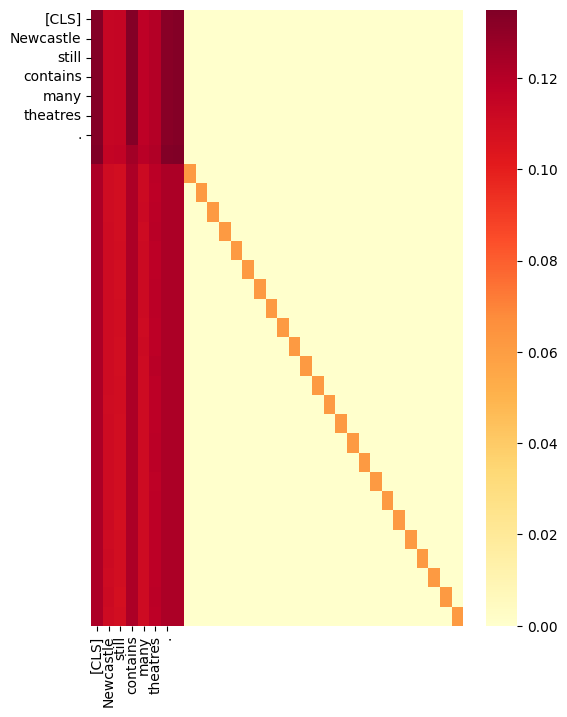 [CLS]
Newcastle
still
contains
many
theatres
.
0.12
0.10
0.08
0.06
0.04
0.02
0.00
[CLS]
Newcastle
still
contains
many
theatres
.